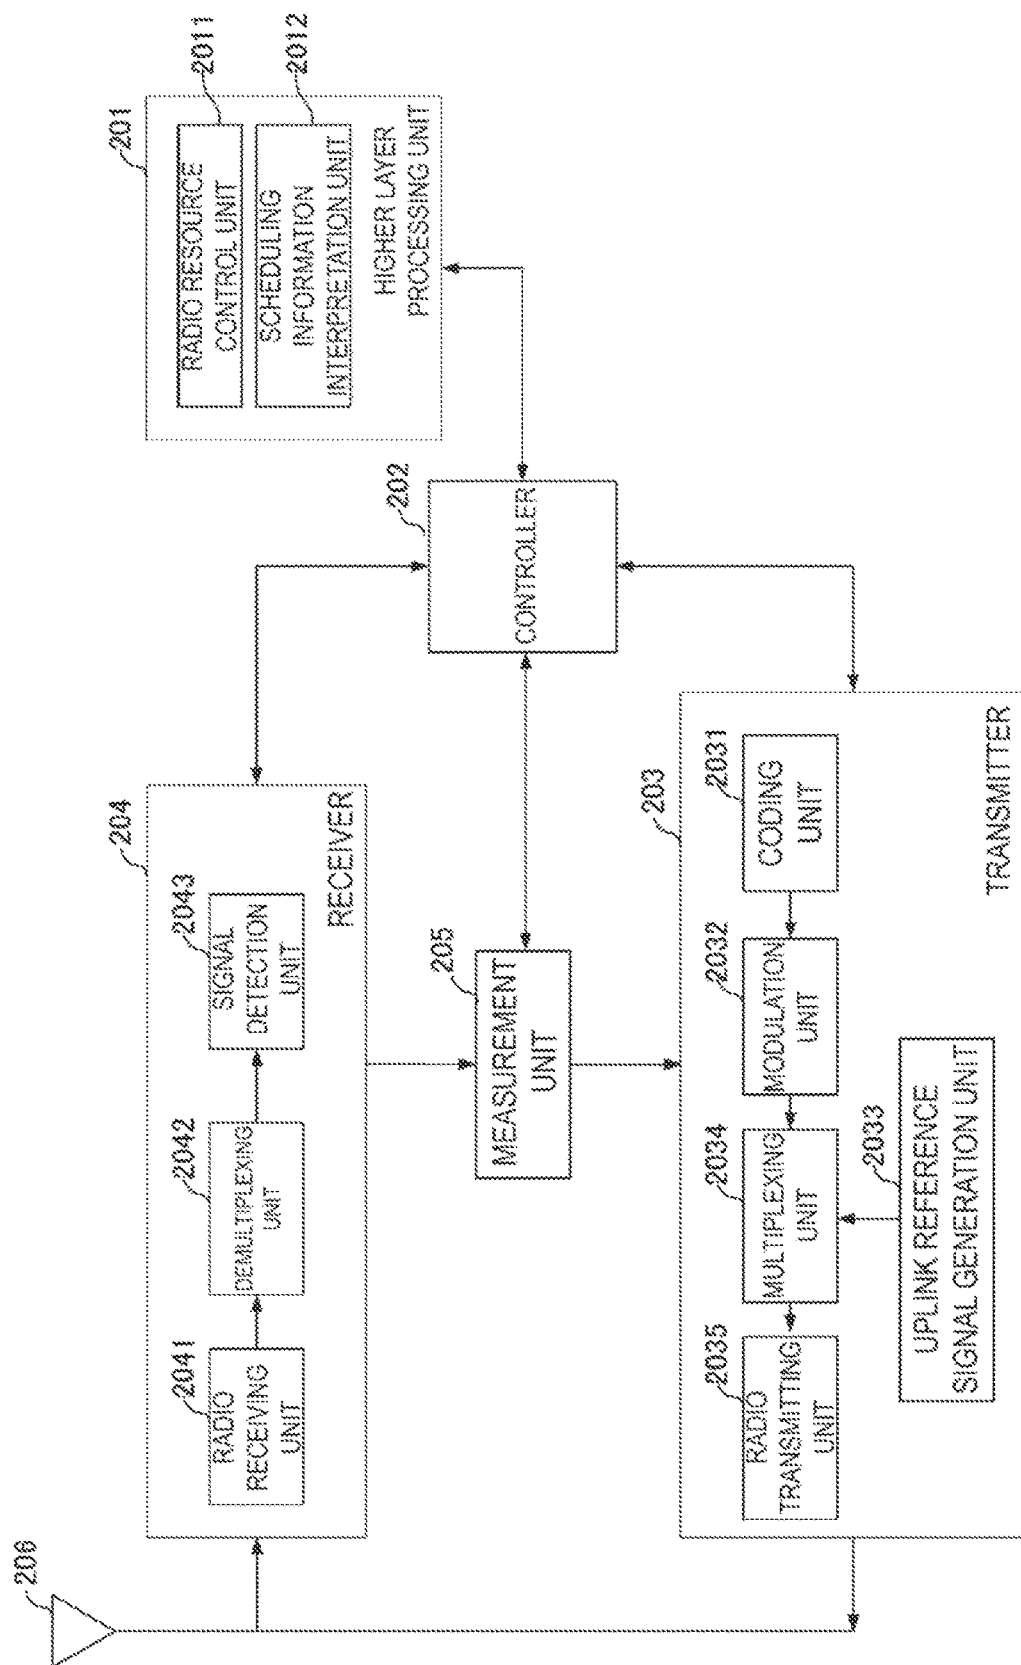 206
204
RECEIVER
2041
RADIO
RECEIVING
UNIT
2042
DEMULTIPLEXING
UNIT
2043
SIGNAL
DETECTION
UNIT
205
MEASUREMENT
UNIT
202
CONTROLLER
201
2011
RADIO RESOURCE
CONTROL UNIT
2012
SCHEDULING
INFORMATION
INTERPRETATION UNIT
HIGHER LAYER
PROCESSING UNIT
203
2035
RADIO
TRANSMITTING
UNIT
2034
MULTIPLEXING
UNIT
2032
MODULATION
UNIT
2031
CODING
UNIT
2033
UPLINK REFERENCE
SIGNAL GENERATION UNIT
TRANSMITTER